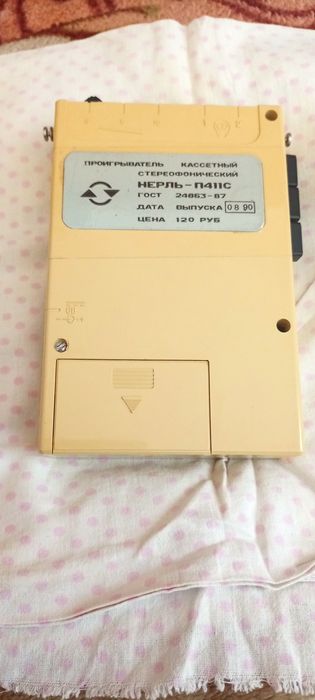 ПРОИГРЫВАТЕЛЬ КАССЕТНЫЙ
СТЕРЕОФОНИЧЕСКИЙ
НЕРЛЬ-П411С
ГОСТ 24863-87
ДАТА ВЫПУСКА 08 90
ЦЕНА 120 РУБ